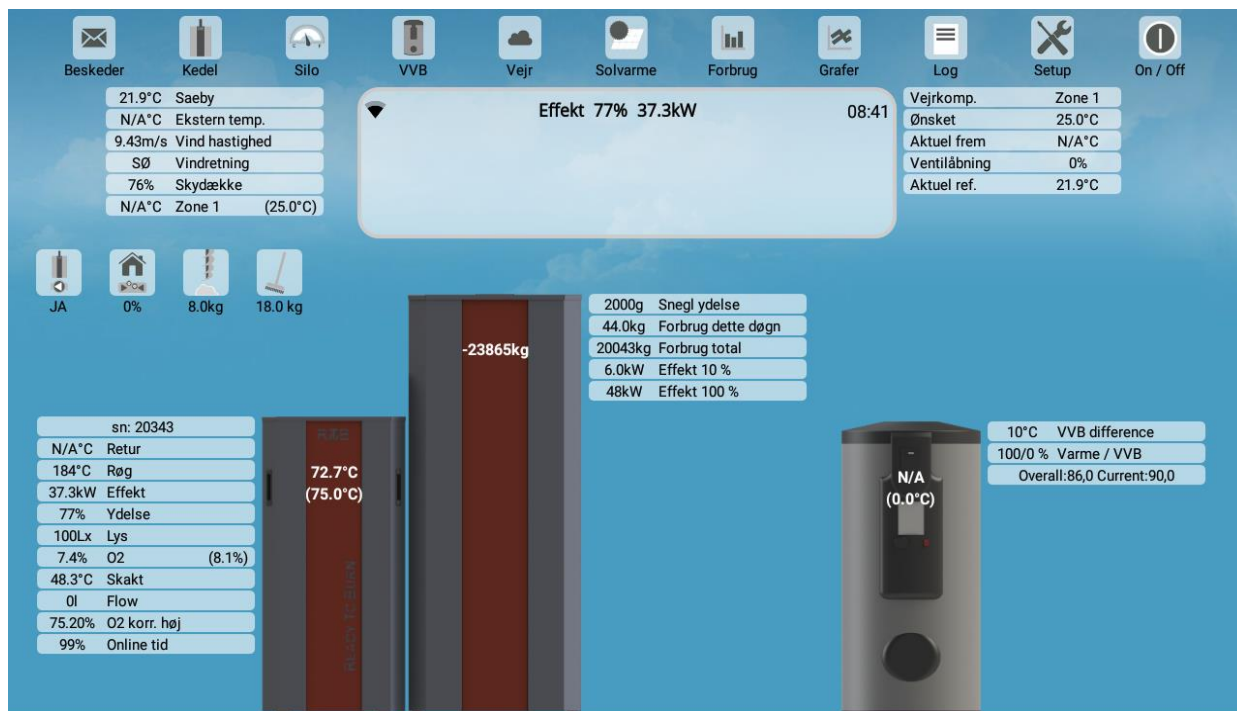 Beskeder Kedel Silo VVB Vejr Solvarme Forbrug Grafer Log Setup On / Off
21.9°C Saeby
N/A°C Ekstern temp.
9.43m/s Vind hastighed
SØ Vindretning
76% Skydække
N/A°C Zone 1 (25.0°C)
Effekt 77% 37.3kW 08:41
Vejrkomp. Zone 1
Ønsket 25.0°C
Aktuel frem N/A°C
Ventilåbning 0%
Aktuel ref. 21.9°C
JA 0% 8.0kg 18.0 kg
-23865kg
2000g Snegl ydelse
44.0kg Forbrug dette døgn
20043kg Forbrug total
6.0kW Effekt 10 %
48kW Effekt 100 %
sn: 20343
N/A°C Retur
184°C Røg
37.3kW Effekt
77% Ydelse
100Lx Lys
7.4% O2 (8.1%)
48.3°C Skakt
0l Flow
75.20% O2 korr. høj
99% Online tid
72.7°C
(75.0°C)
READY TO BURN
N/A
(0.0°C)
10°C VVB difference
100/0 % Varme / VVB
Overall:86,0 Current:90,0